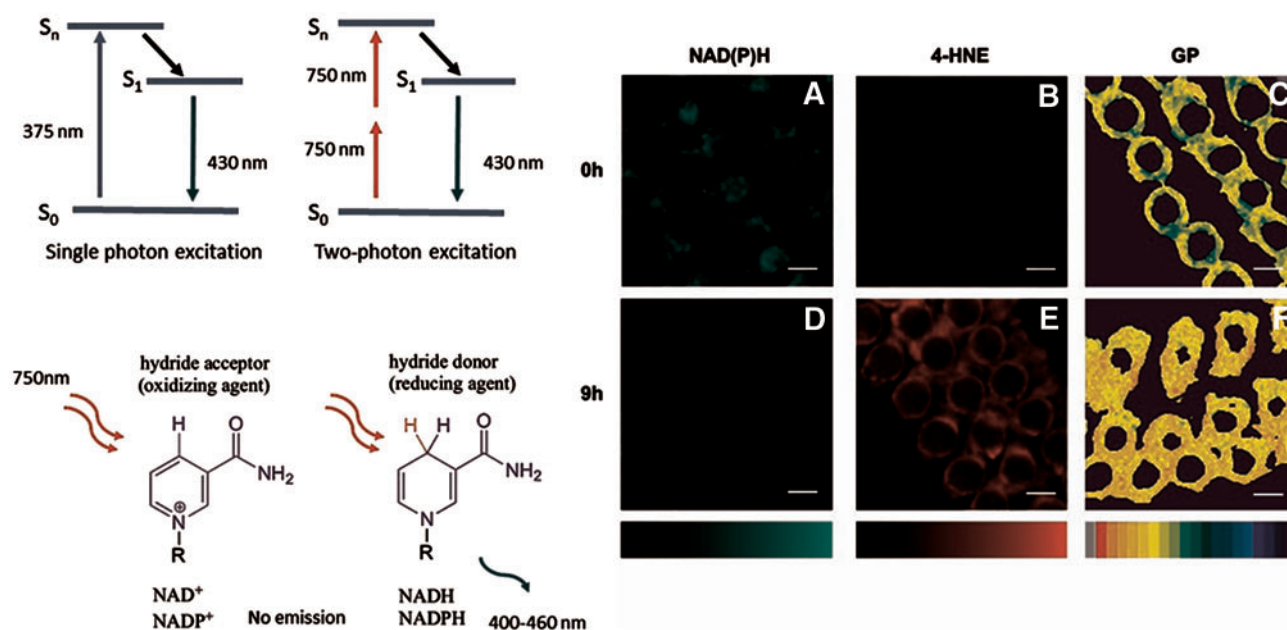 Sn
S1
375 nm
430 nm
S0
Single photon excitation
Sn
750 nm
S1
750 nm
430 nm
S0
Two-photon excitation
750nm
hydride acceptor
(oxidizing agent)
H
O
NH2
N
+
R
NAD+
NADP+
No emission
hydride donor
(reducing agent)
H H
O
NH2
N
R
NADH
NADPH
400-460 nm
NAD(P)H 4-HNE GP
0h
A B C
9h
D E F